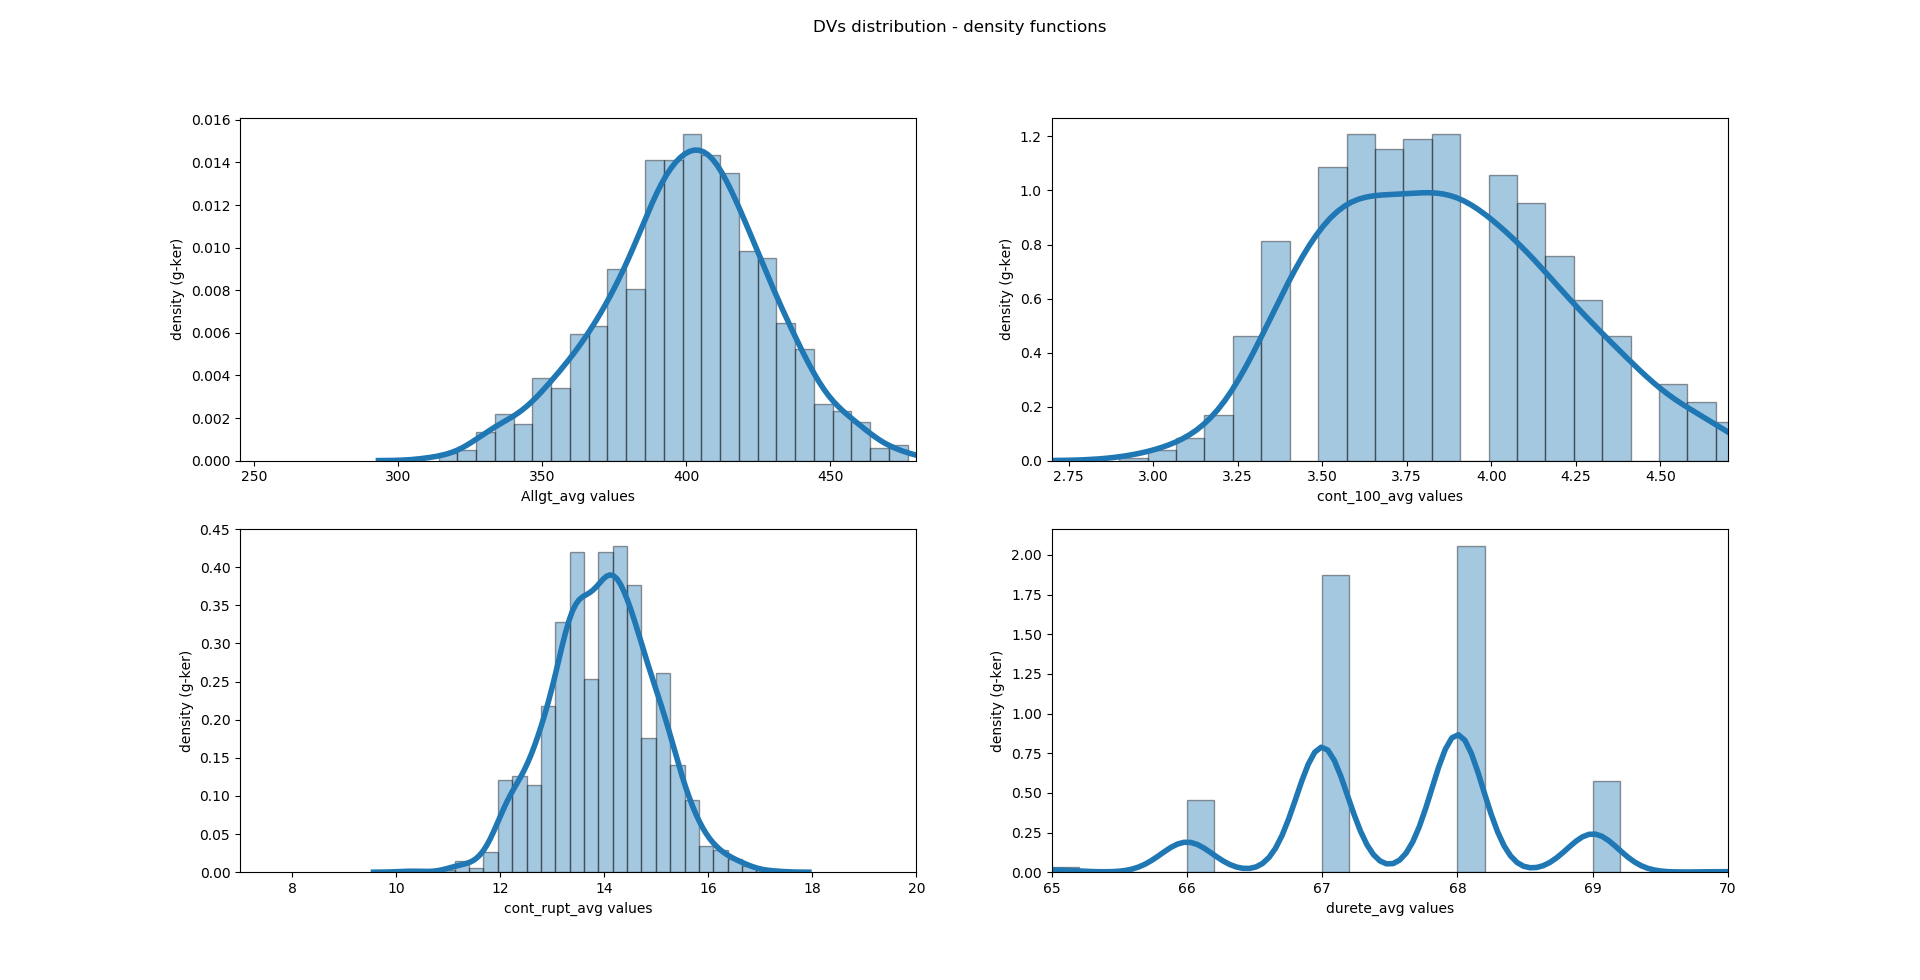 DVs distribution - density functions
0.016
0.014
0.012
0.010
0.008
0.006
0.004
0.002
0.000
density (g-ker)
250 300 350 400 450
Allgt_avg values
1.2
1.0
0.8
0.6
0.4
0.2
0.0
density (g-ker)
2.75 3.00 3.25 3.50 3.75 4.00 4.25 4.50
cont_100_avg values
0.45
0.40
0.35
0.30
0.25
0.20
0.15
0.10
0.05
0.00
density (g-ker)
8 10 12 14 16 18 20
cont_rupt_avg values
2.00
1.75
1.50
1.25
1.00
0.75
0.50
0.25
0.00
density (g-ker)
65 66 67 68 69 70
durete_avg values